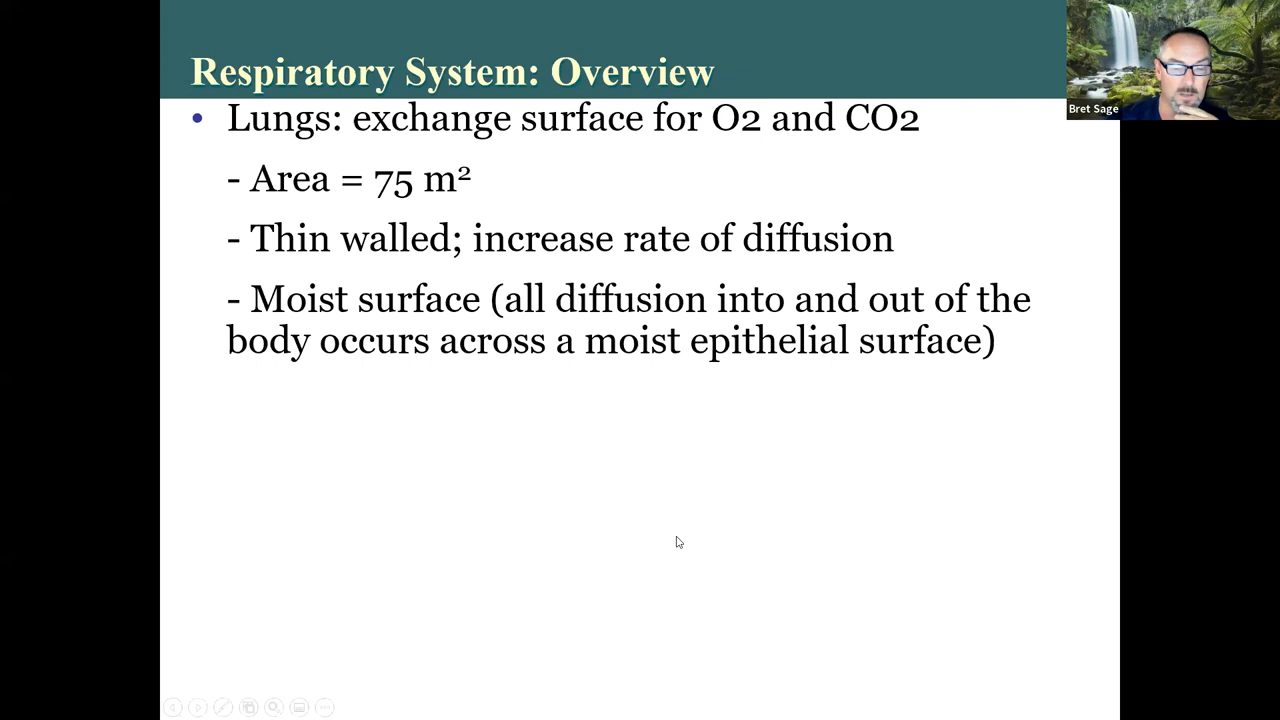 Respiratory System: Overview
Bret Sage
• Lungs: exchange surface for O2 and CO2
- Area = 75 m²
- Thin walled; increase rate of diffusion
- Moist surface (all diffusion into and out of the
body occurs across a moist epithelial surface)